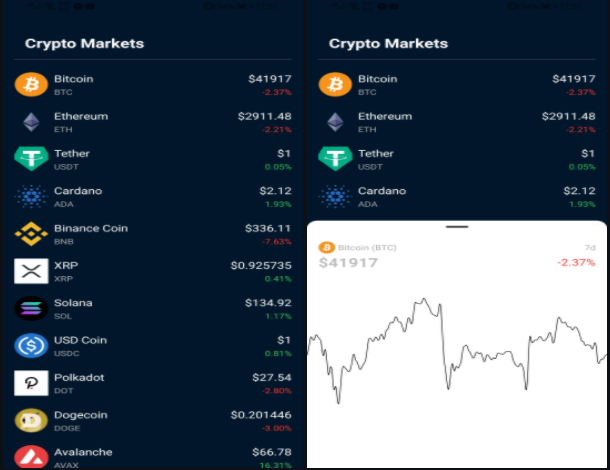 Crypto Markets
Bitcoin $41917
BTC -2.37%
Ethereum $2911.48
ETH -2.21%
Tether $1
USDT 0.05%
Cardano $2.12
ADA 1.93%
Binance Coin $336.11
BNB -7.63%
XRP $0.925735
XRP 0.41%
Solana $134.92
SOL 1.17%
USD Coin $1
USDC 0.81%
Polkadot $27.54
DOT -2.80%
Dogecoin $0.201446
DOGE -3.00%
Avalanche $66.78
AVAX 16.31%
Crypto Markets
Bitcoin $41917
BTC -2.37%
Ethereum $2911.48
ETH -2.21%
Tether $1
USDT 0.05%
Cardano $2.12
ADA 1.93%
Bitcoin (BTC) 7d
$41917 -2.37%